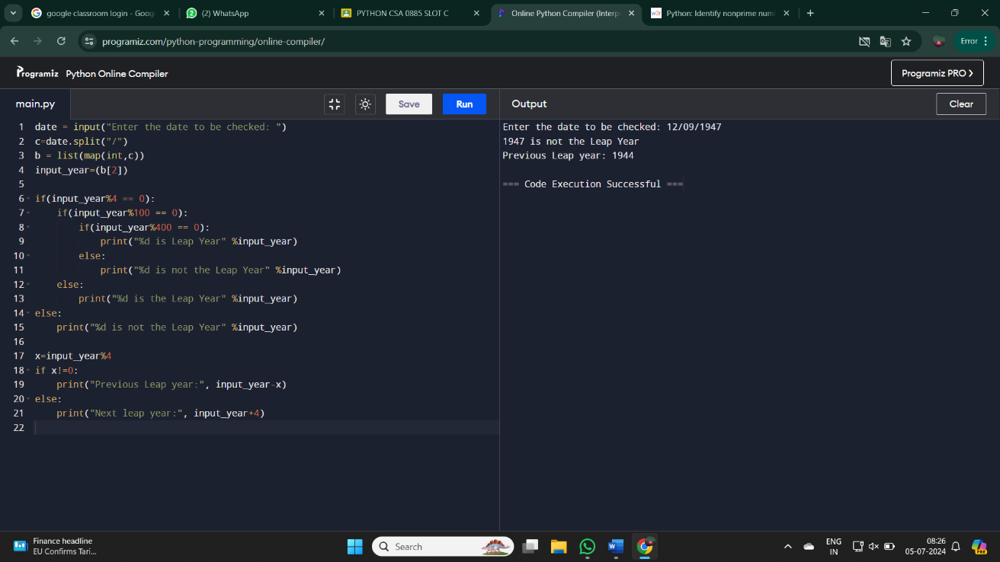 google classroom login - Goog
(2) WhatsApp
PYTHON CSA 0885 SLOT C
Online Python Compiler (Interp
w3r
Python: Identify nonprime num
programiz.com/python-programming/online-compiler/
Error
Programiz Python Online Compiler
Programiz PRO
main.py
Save
Run
Output
Clear
1 date = input("Enter the date to be checked: ")
2 c=date.split("/")
3 b = list(map(int,c))
4 input_year=(b[2])
5
6 if(input_year%4 == 0):
7 if(input_year%100 == 0):
8 if(input_year%400 == 0):
9 print("%d is Leap Year" %input_year)
10 else:
11 print("%d is not the Leap Year" %input_year)
12 else:
13 print("%d is the Leap Year" %input_year)
14 else:
15 print("%d is not the Leap Year" %input_year)
16
17 x=input_year%4
18 if x!=0:
19 print("Previous Leap year:", input_year-x)
20 else:
21 print("Next leap year:", input_year+4)
22
Enter the date to be checked: 12/09/1947
1947 is not the Leap Year
Previous Leap year: 1944
=== Code Execution Successful ===
Finance headline
EU Confirms Tari...
Search
ENG
IN
08:26
05-07-2024
PRE